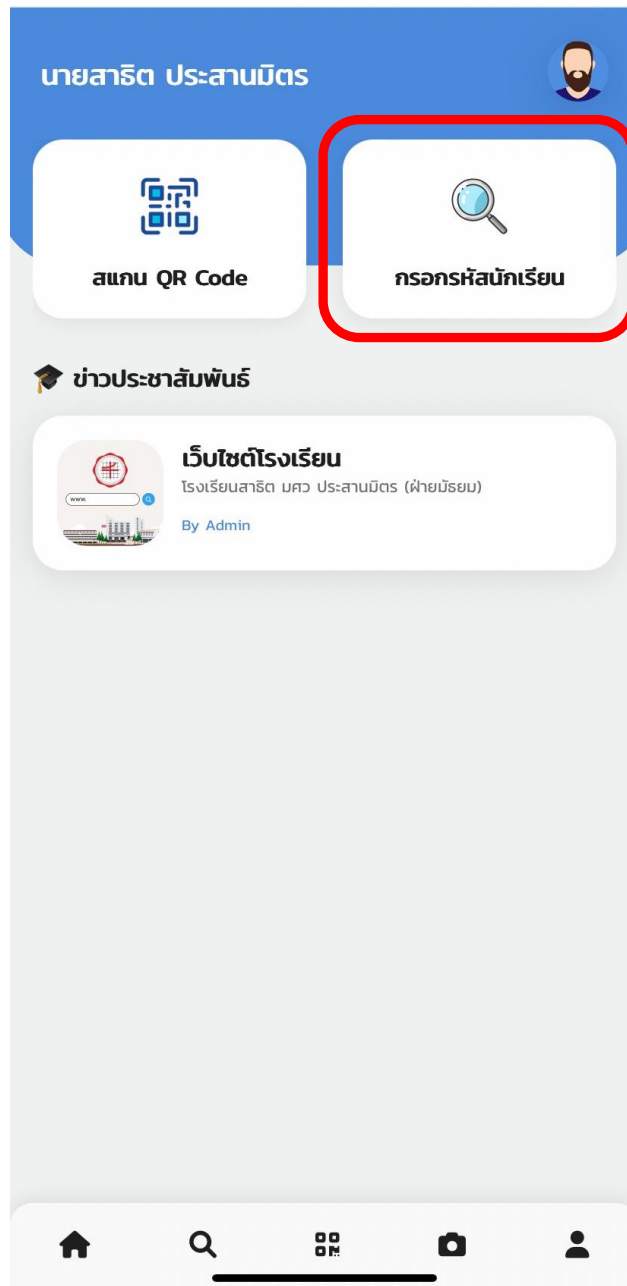 นายสาธิต ประสานมิตร
สแกน QR Code
กรอกรหัสนักเรียน
ข่าวประชาสัมพันธ์
เว็บไซต์โรงเรียน
โรงเรียนสาธิต มศว ประสานมิตร (ฝ่ายมัธยม)
www.
By Admin